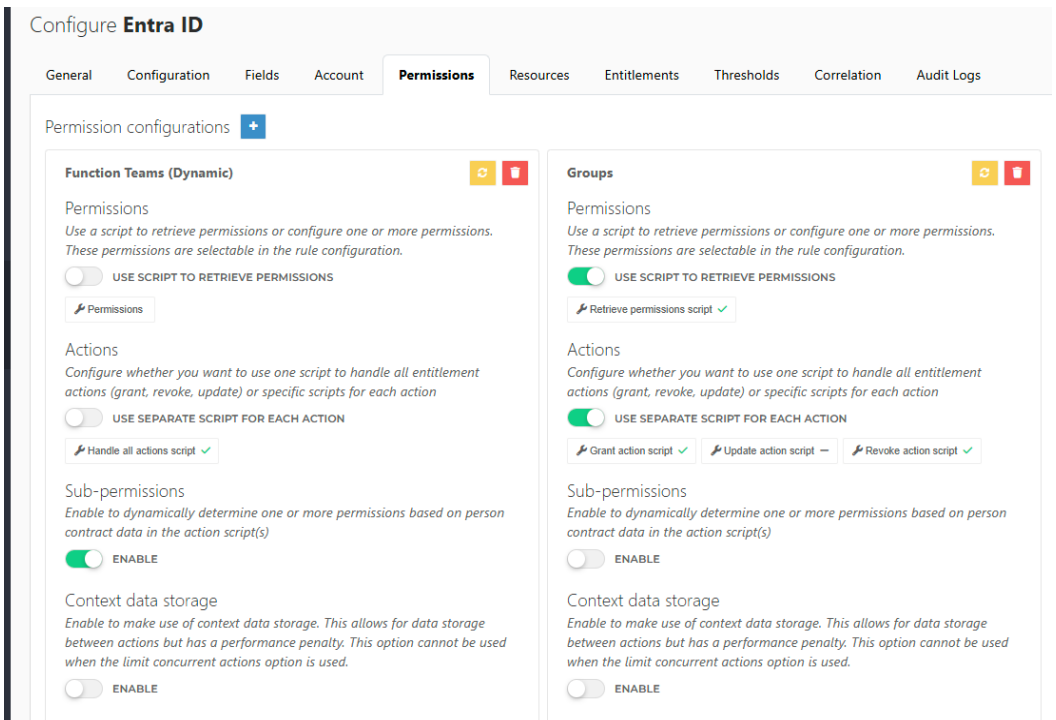 Configure Entra ID
General Configuration Fields Account Permissions Resources Entitlements Thresholds Correlation Audit Logs
Permission configurations +
Function Teams (Dynamic)
Permissions
Use a script to retrieve permissions or configure one or more permissions.
These permissions are selectable in the rule configuration.
USE SCRIPT TO RETRIEVE PERMISSIONS
Permissions
Actions
Configure whether you want to use one script to handle all entitlement
actions (grant, revoke, update) or specific scripts for each action
USE SEPARATE SCRIPT FOR EACH ACTION
Handle all actions script
Sub-permissions
Enable to dynamically determine one or more permissions based on person
contract data in the action script(s)
ENABLE
Context data storage
Enable to make use of context data storage. This allows for data storage
between actions but has a performance penalty. This option cannot be used
when the limit concurrent actions option is used.
ENABLE
Groups
Permissions
Use a script to retrieve permissions or configure one or more permissions.
These permissions are selectable in the rule configuration.
USE SCRIPT TO RETRIEVE PERMISSIONS
Retrieve permissions script
Actions
Configure whether you want to use one script to handle all entitlement
actions (grant, revoke, update) or specific scripts for each action
USE SEPARATE SCRIPT FOR EACH ACTION
Grant action script Update action script Revoke action script
Sub-permissions
Enable to dynamically determine one or more permissions based on person
contract data in the action script(s)
ENABLE
Context data storage
Enable to make use of context data storage. This allows for data storage
between actions but has a performance penalty. This option cannot be used
when the limit concurrent actions option is used.
ENABLE